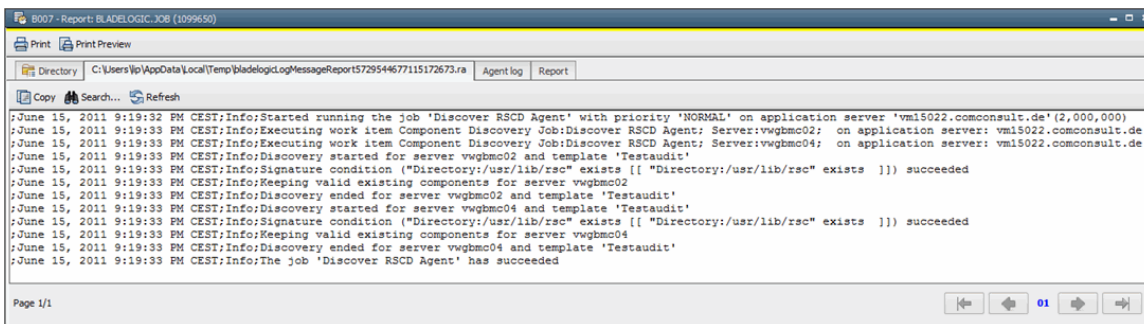 B007 - Report: BLADELOGIC.JOB (1099650)
Print Print Preview
Directory C:\Users\lip\AppData\Local\Temp\bladelogicLogMessageReport5729544677115172673.ra Agent log Report
Copy Search... Refresh
;June 15, 2011 9:19:32 PM CEST;Info;Started running the job 'Discover RSCD Agent' with priority 'NORMAL' on application server 'vm15022.comconsult.de'(2,000,000)
;June 15, 2011 9:19:33 PM CEST;Info;Executing work item Component Discovery Job:Discover RSCD Agent; Server:vwgbmc02;  on application server: vm15022.comconsult.de
;June 15, 2011 9:19:33 PM CEST;Info;Executing work item Component Discovery Job:Discover RSCD Agent; Server:vwgbmc04;  on application server: vm15022.comconsult.de
;June 15, 2011 9:19:33 PM CEST;Info;Discovery started for server vwgbmc02 and template 'Testaudit'
;June 15, 2011 9:19:33 PM CEST;Info;Signature condition ("Directory:/usr/lib/rsc" exists [[ "Directory:/usr/lib/rsc" exists  ]]) succeeded
;June 15, 2011 9:19:33 PM CEST;Info;Keeping valid existing components for server vwgbmc02
;June 15, 2011 9:19:33 PM CEST;Info;Discovery ended for server vwgbmc02 and template 'Testaudit'
;June 15, 2011 9:19:33 PM CEST;Info;Discovery started for server vwgbmc04 and template 'Testaudit'
;June 15, 2011 9:19:33 PM CEST;Info;Signature condition ("Directory:/usr/lib/rsc" exists [[ "Directory:/usr/lib/rsc" exists  ]]) succeeded
;June 15, 2011 9:19:33 PM CEST;Info;Keeping valid existing components for server vwgbmc04
;June 15, 2011 9:19:33 PM CEST;Info;Discovery ended for server vwgbmc04 and template 'Testaudit'
;June 15, 2011 9:19:33 PM CEST;Info;The job 'Discover RSCD Agent' has succeeded
Page 1/1 01